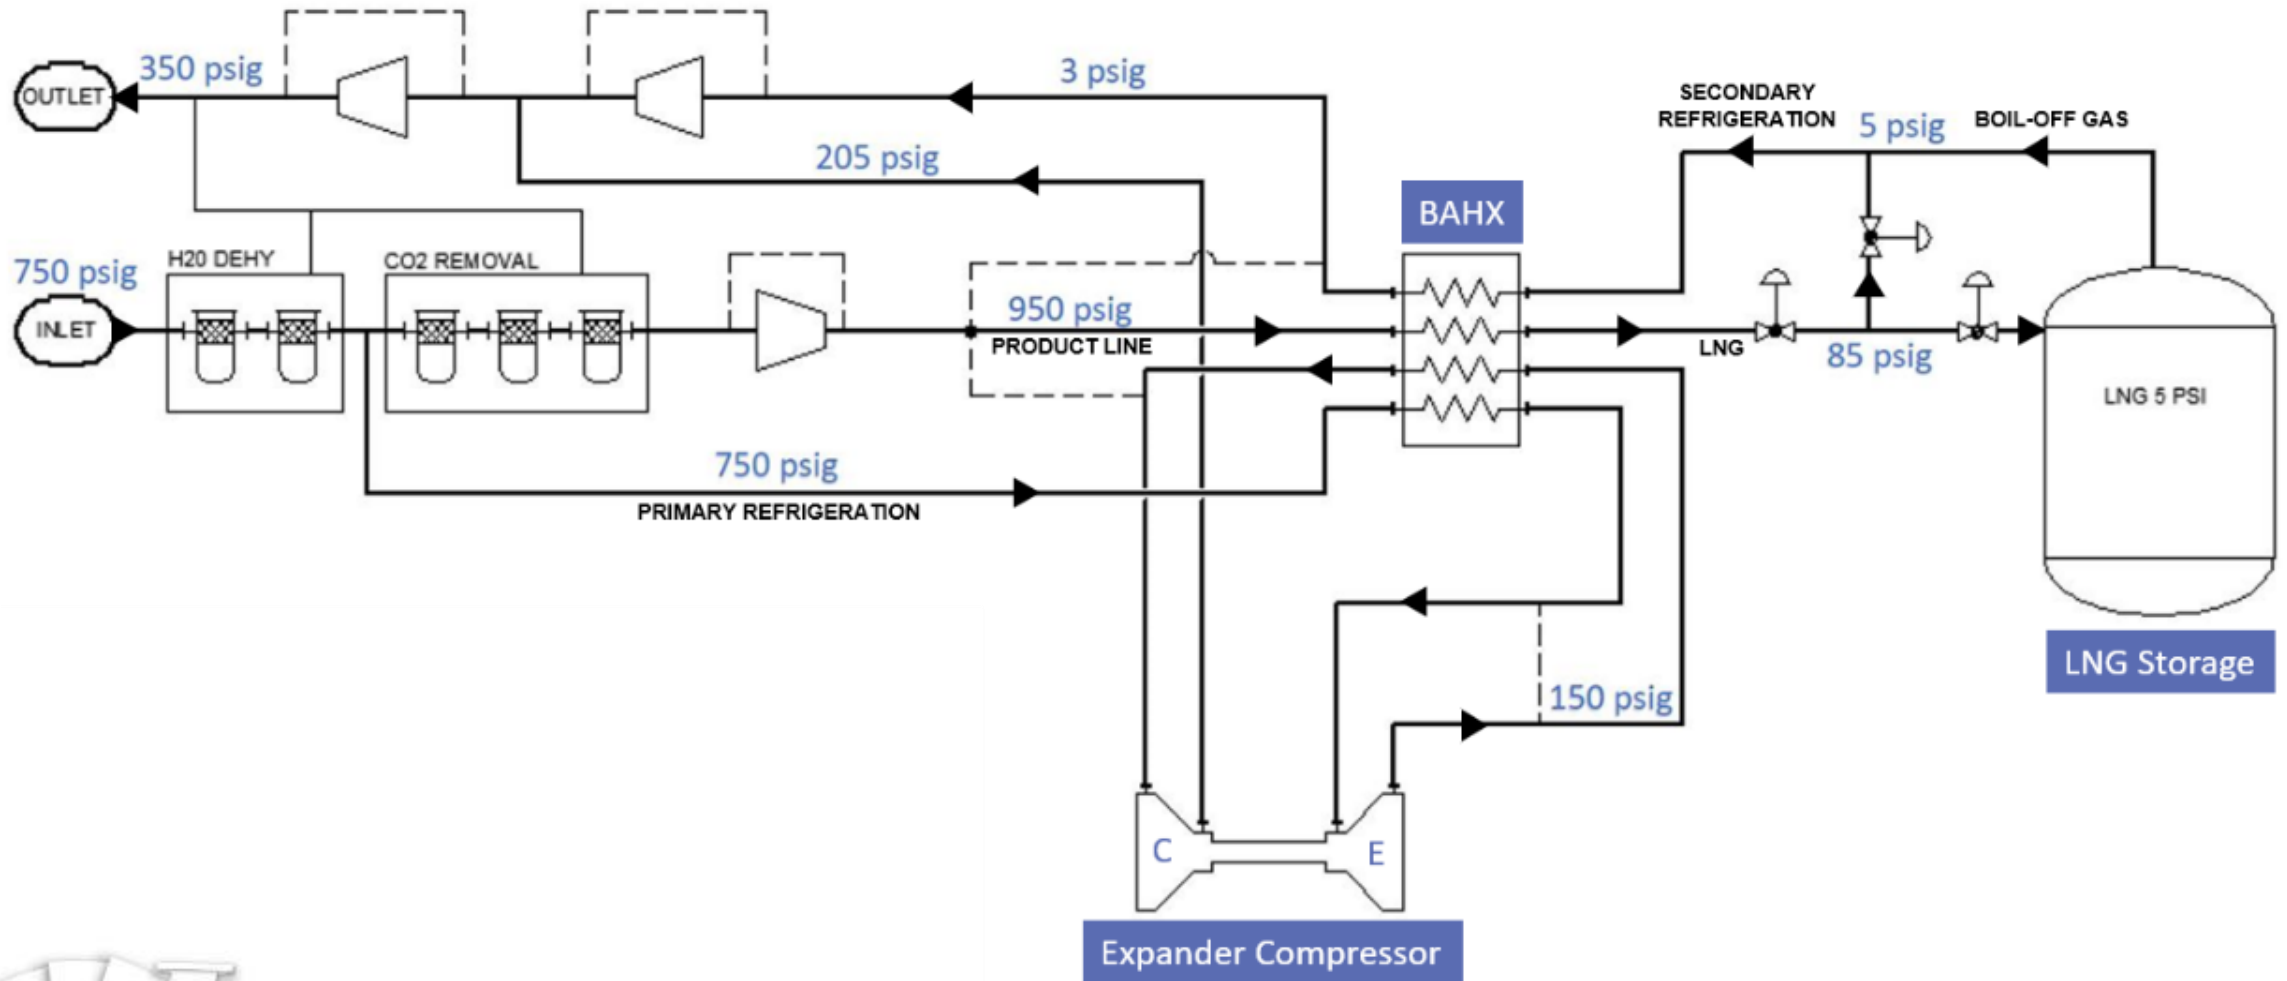 350 psig
OUTLET
3 psig
SECONDARY
REFRIGERATION
5 psig
BOIL-OFF GAS
205 psig
BAHX
H20 DEHY
CO2 REMOVAL
750 psig
INLET
950 psig
PRODUCT LINE
LNG
85 psig
LNG 5 PSI
750 psig
PRIMARY REFRIGERATION
LNG Storage
150 psig
C
E
Expander Compressor